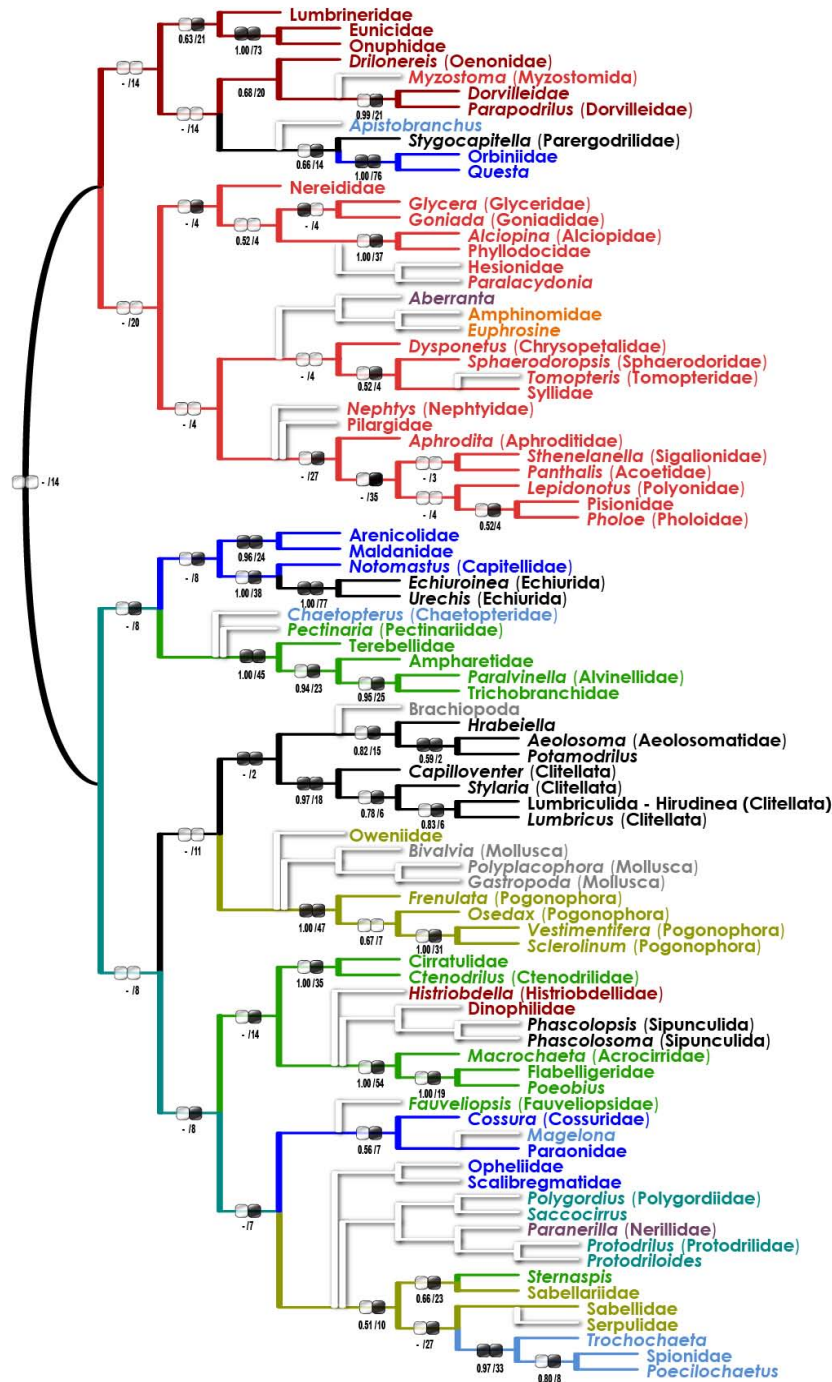 Lumbrineridae
0.63 /21
Eunicidae
1.00 /73
Onuphidae
- /14
Drilonereis (Oenonidae)
Myzostoma (Myzostomida)
0.68 /20
Dorvilleidae
0.99 /21
Parapodrilus (Dorvilleidae)
- /14
Apistobranchus
Stygocapitella (Parergodrilidae)
0.66 /14
Orbiniidae
1.00 /76
Questa
Nereididae
- /4
Glycera (Glyceridae)
Goniada (Goniadidae)
0.52 /4
- /4
Alciopina (Alciopidae)
1.00 /37
Phyllodocidae
Hesionidae
Paralacydonia
- /20
Aberranta
Amphinomidae
Euphrosine
Dysponetus (Chrysopetalidae)
- /4
Sphaerodoropsis (Sphaerodoridae)
0.52 /4
Tomopteris (Tomopteridae)
Syllidae
- /4
Nephtys (Nephtyidae)
Pilargidae
Aphrodita (Aphroditidae)
- /27
Sthenelanella (Sigalionidae)
- /3
Panthalis (Acoetidae)
- /35
Lepidonotus (Polyonidae)
- /4
Pisionidae
0.52/4
Pholoe (Pholoidae)
- /14
Arenicolidae
0.96 /24
Maldanidae
- /8
Notomastus (Capitellidae)
1.00 /38
Echiuroinea (Echiurida)
1.00 /77
Urechis (Echiurida)
- /8
Chaetopterus (Chaetopteridae)
Pectinaria (Pectinariidae)
Terebellidae
1.00 /45
Ampharetidae
0.94 /23
Paralvinella (Alvinellidae)
0.95 /25
Trichobranchidae
Brachiopoda
Hrabeiella
0.82 /15
Aeolosoma (Aeolosomatidae)
0.59 /2
Potamodrilus
- /2
Capilloventer (Clitellata)
0.97 /18
Stylaria (Clitellata)
0.78 /6
Lumbriculida - Hirudinea (Clitellata)
0.83 /6
Lumbricus (Clitellata)
- /11
Oweniidae
Bivalvia (Mollusca)
Polyplacophora (Mollusca)
Gastropoda (Mollusca)
Frenulata (Pogonophora)
1.00 /47
Osedax (Pogonophora)
0.67 /7
Vestimentifera (Pogonophora)
1.00 /31
Sclerolinum (Pogonophora)
- /8
Cirratulidae
1.00 /35
Ctenodrilus (Ctenodrilidae)
- /14
Histriobdella (Histriobdellidae)
Dinophilidae
Phascolopsis (Sipunculida)
Phascolosoma (Sipunculida)
Macrochaeta (Acrocirridae)
1.00 /54
Flabelligeridae
1.00 /19
Poeobius
- /8
Fauveliopsis (Fauveliopsidae)
Cossura (Cossuridae)
0.56 /7
Magelona
Paraonidae
- /7
Opheliidae
Scalibregmatidae
Polygordius (Polygordiidae)
Saccocirrus
Paranerilla (Nerillidae)
Protodrilus (Protodrilidae)
Protodriloides
Sternaspis
0.66 /23
Sabellariidae
0.51 /10
Sabellidae
- /27
Serpulidae
Trochochaeta
0.97 /33
Spionidae
0.80 /8
Poecilochaetus